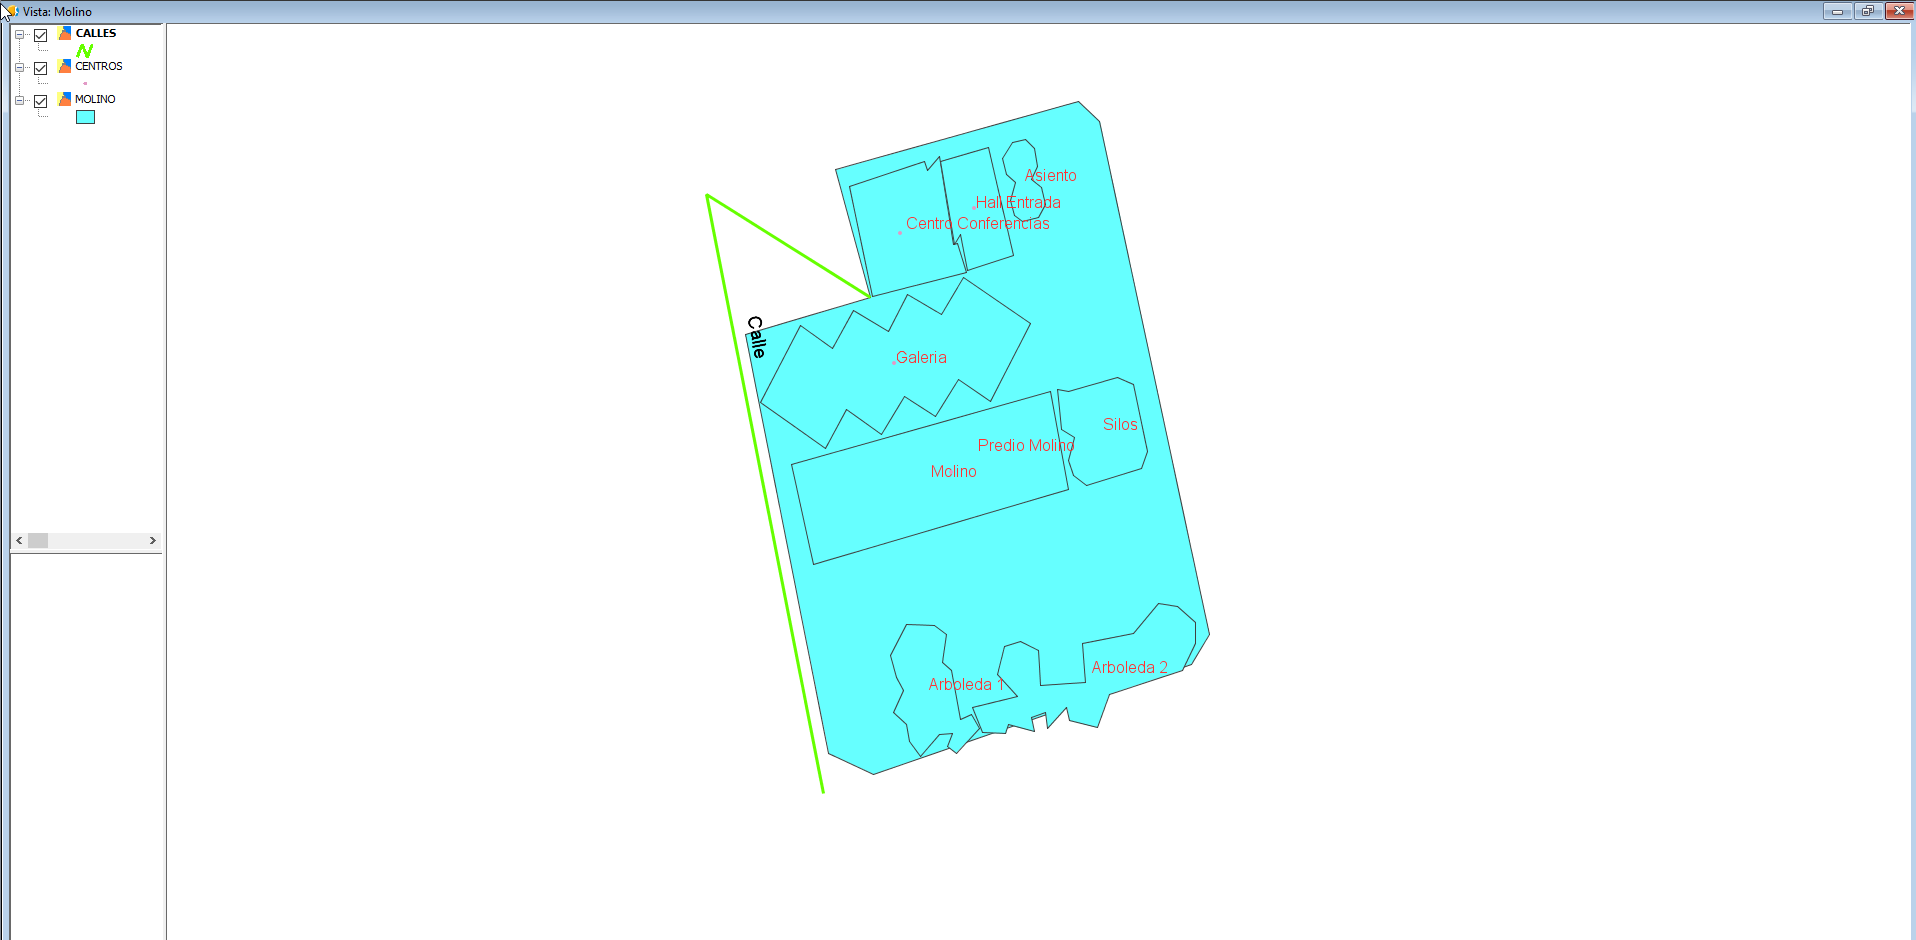 Vista: Molino
CALLES
CENTROS
MOLINO
Asiento
Hall Entrada
Centro Conferencias
Calle
Galeria
Silos
Predio Molino
Molino
Arboleda 2
Arboleda 1